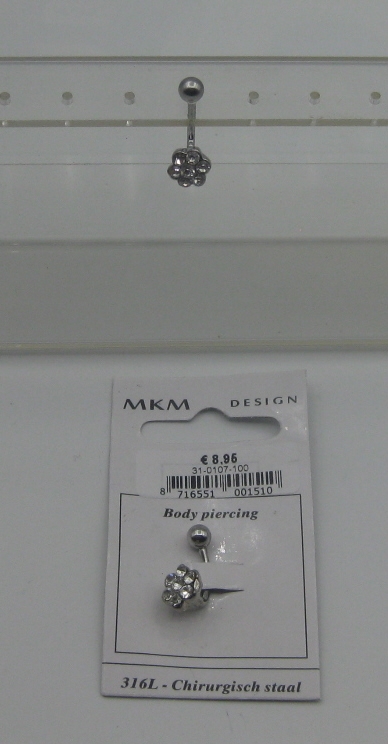 MKM DESIGN
€ 8,95
31-0107-100
8 716551 001510
Body piercing
316L - Chirurgisch staal